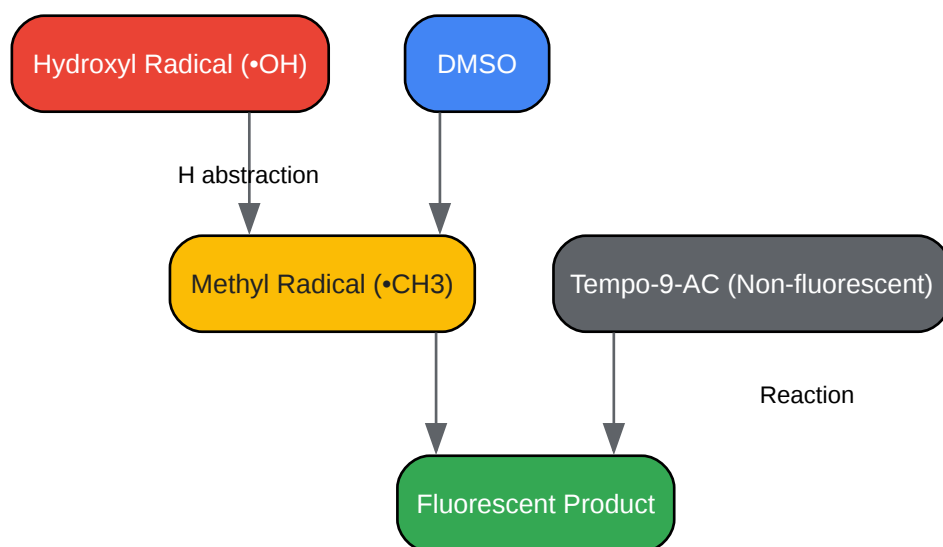 Hydroxyl Radical (•OH)
DMSO
H abstraction
Methyl Radical (•CH3)
Tempo-9-AC (Non-fluorescent)
Reaction
Fluorescent Product